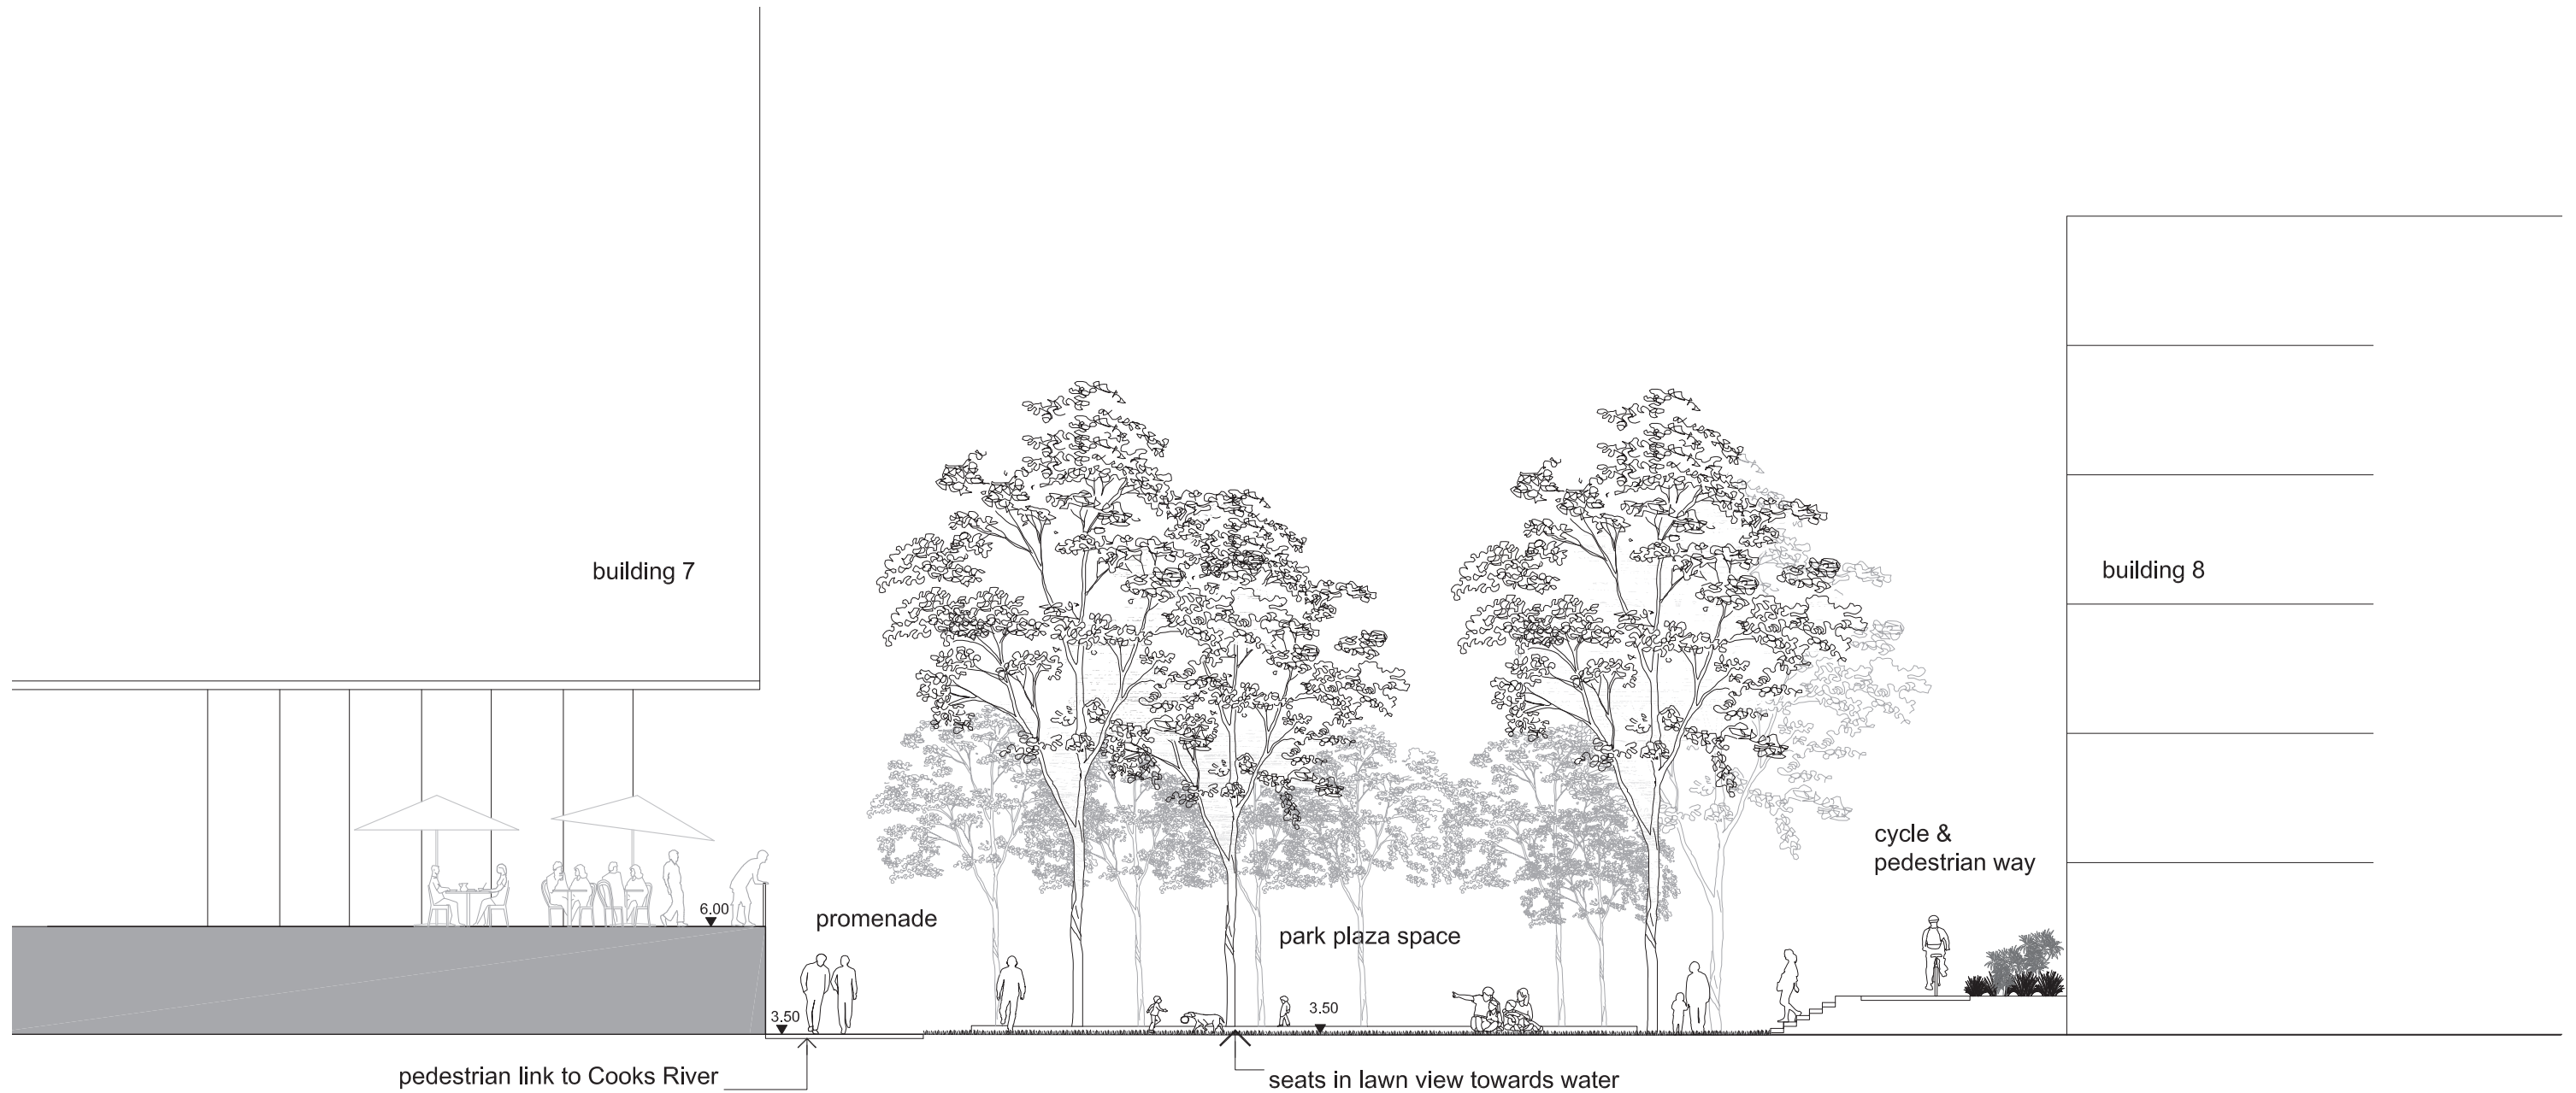 building 7
building 8
cycle &
pedestrian way
6.00
promenade
park plaza space
3.50
3.50
pedestrian link to Cooks River
seats in lawn view towards water